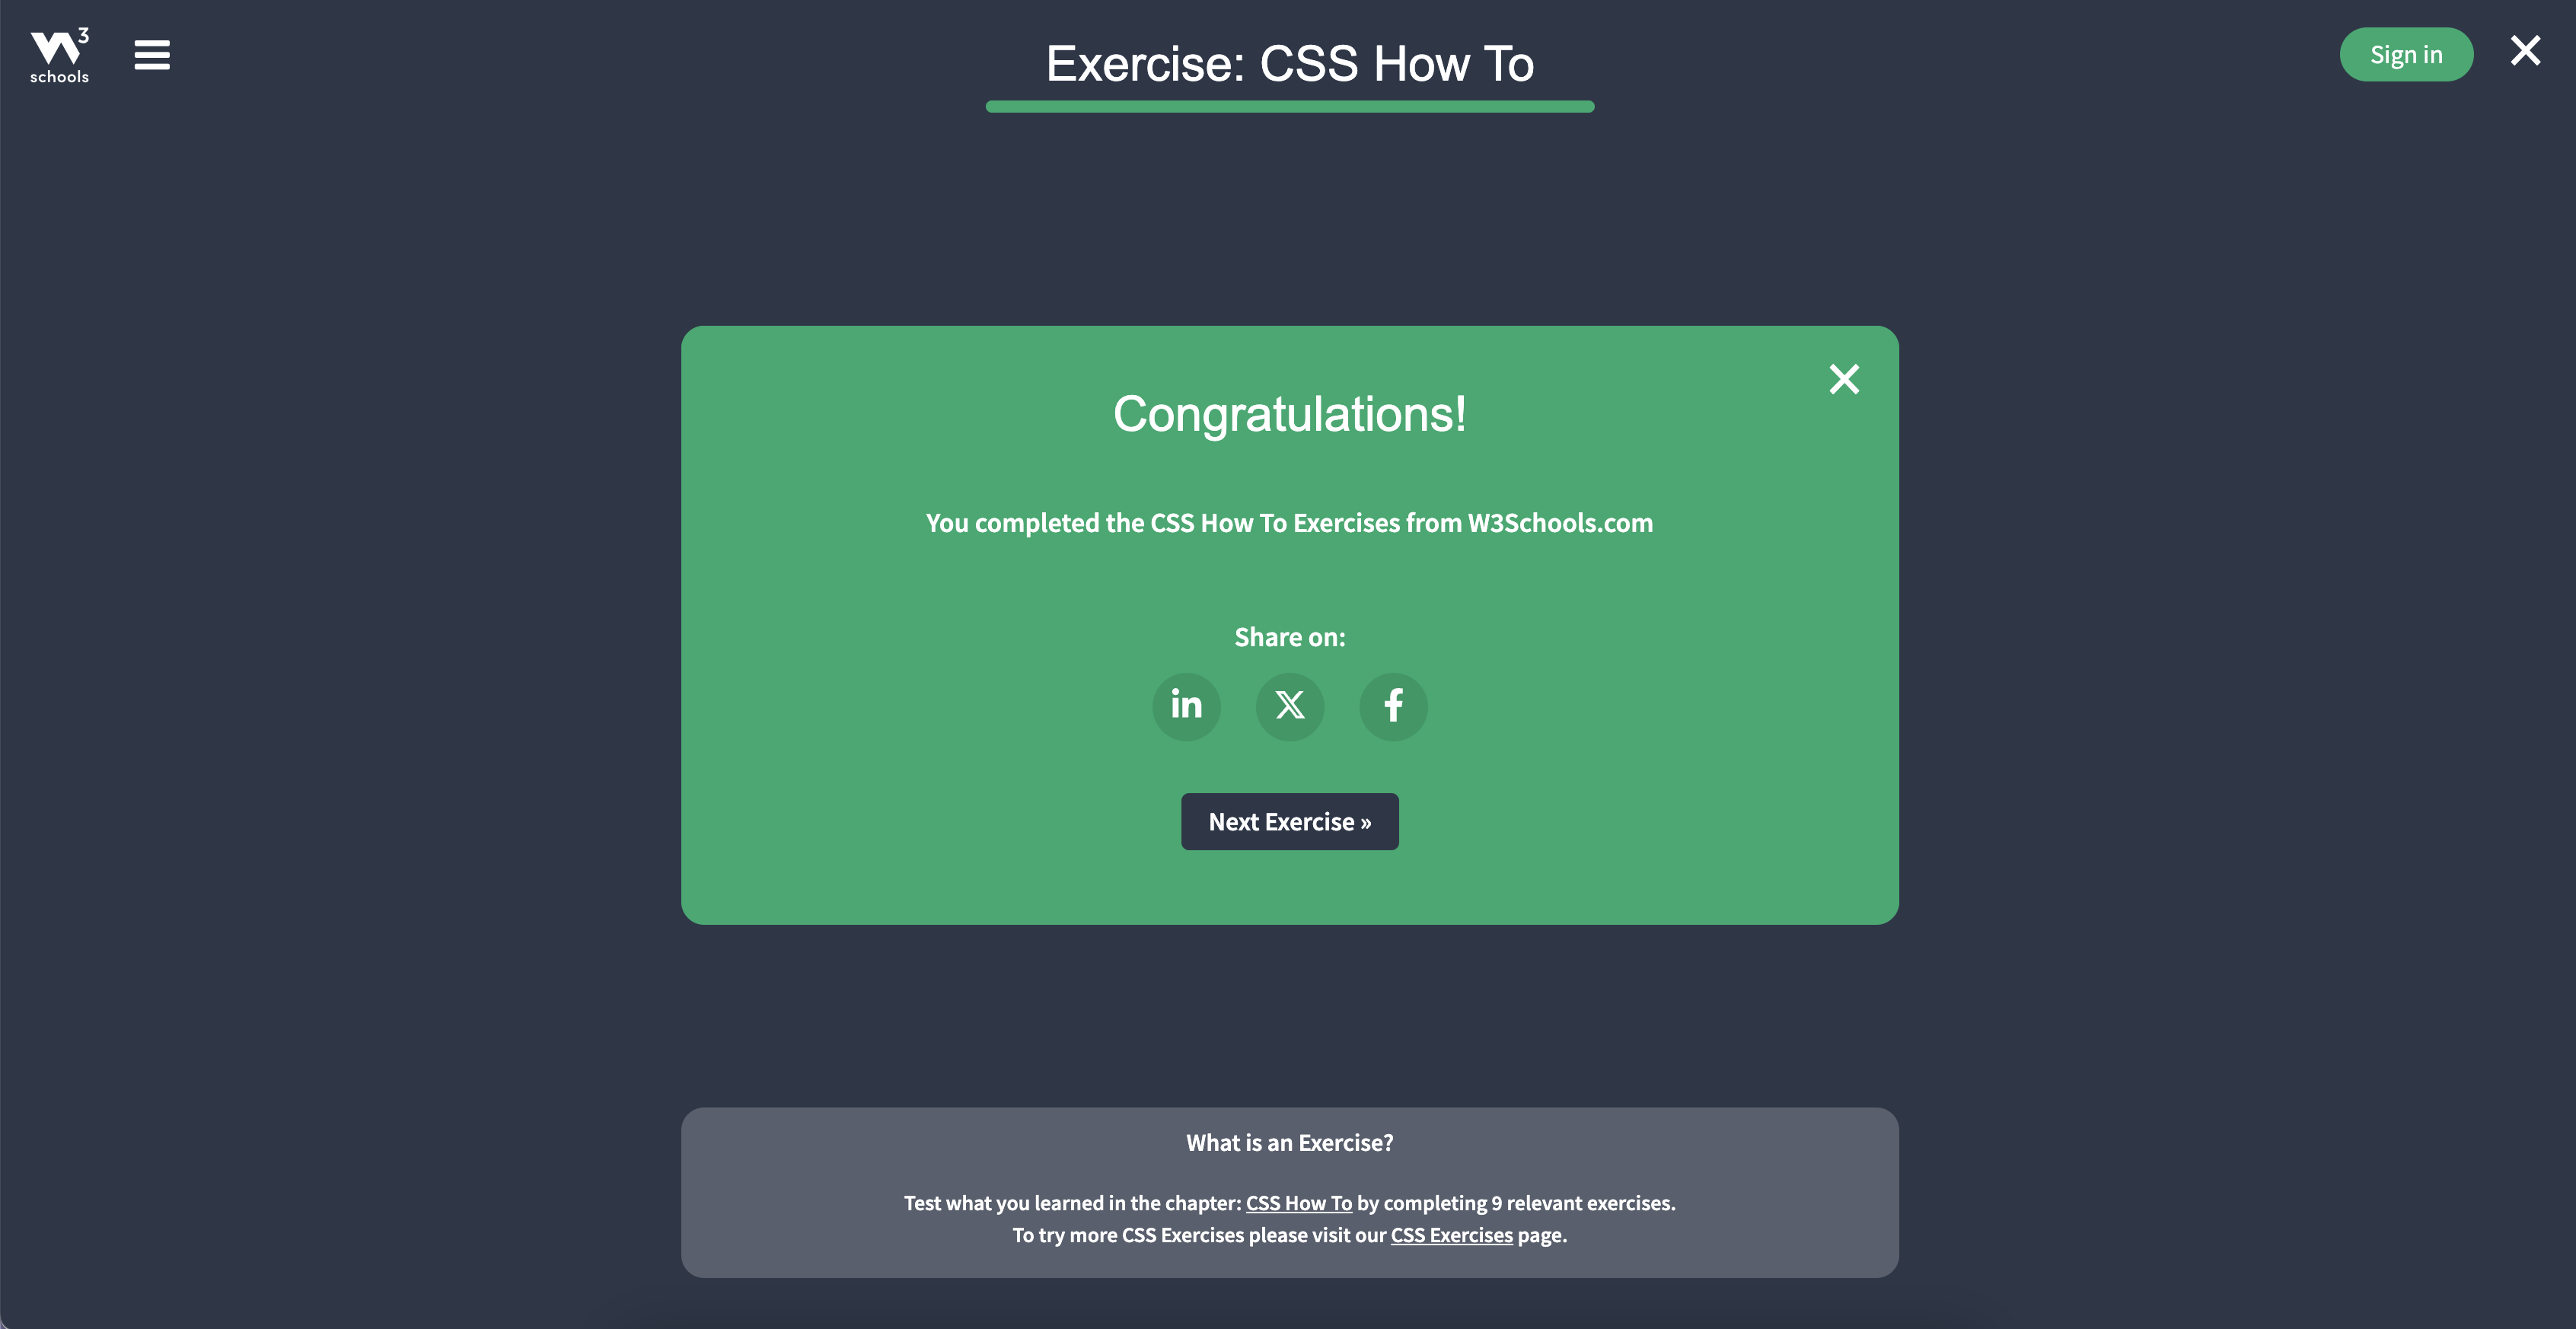 W3
schools
Exercise: CSS How To
Sign in
Congratulations!
You completed the CSS How To Exercises from W3Schools.com
Share on:
in
X
f
Next Exercise »
What is an Exercise?
Test what you learned in the chapter: CSS How To by completing 9 relevant exercises.
To try more CSS Exercises please visit our CSS Exercises page.